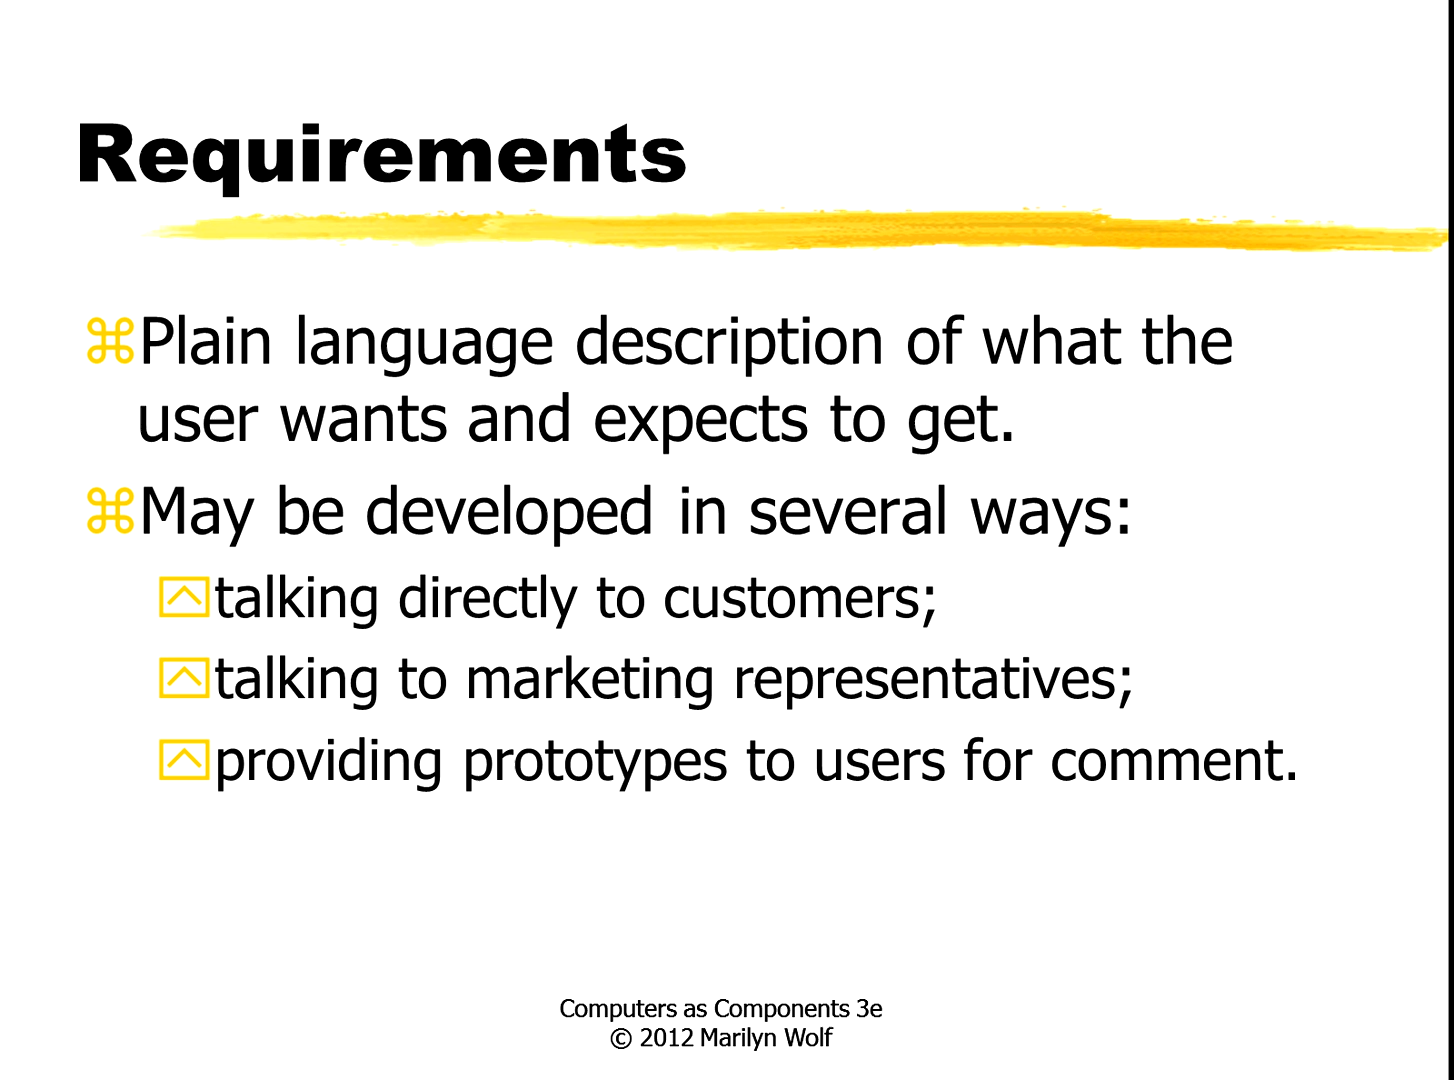 Requirements
⌘Plain language description of what the
user wants and expects to get.
⌘May be developed in several ways:
talking directly to customers;
talking to marketing representatives;
providing prototypes to users for comment.
Computers as Components 3e
© 2012 Marilyn Wolf